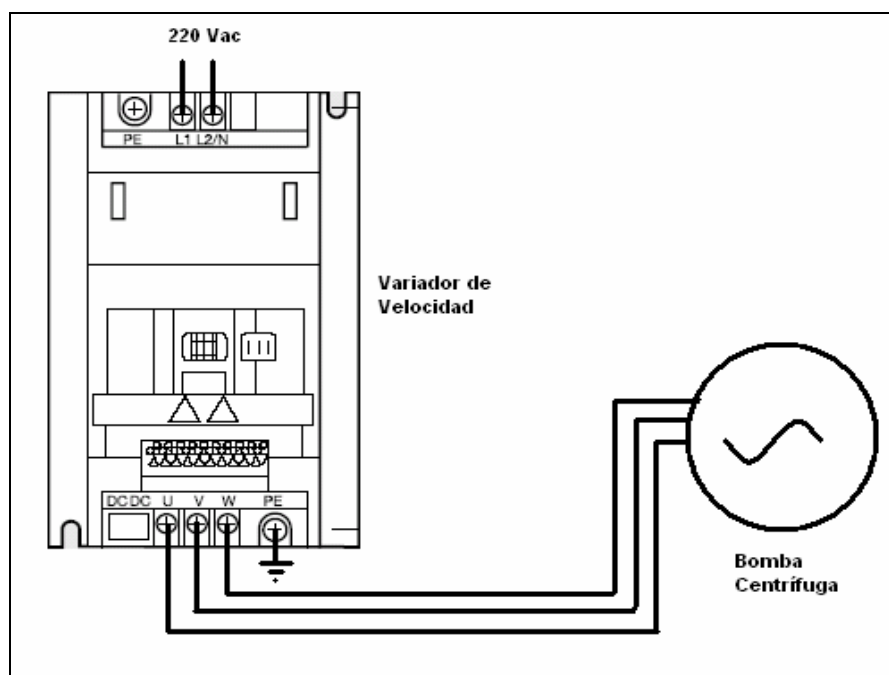 220 Vac
PE L1 L2/N
Variador de
Velocidad
DC DC U V W PE
Bomba
Centrífuga